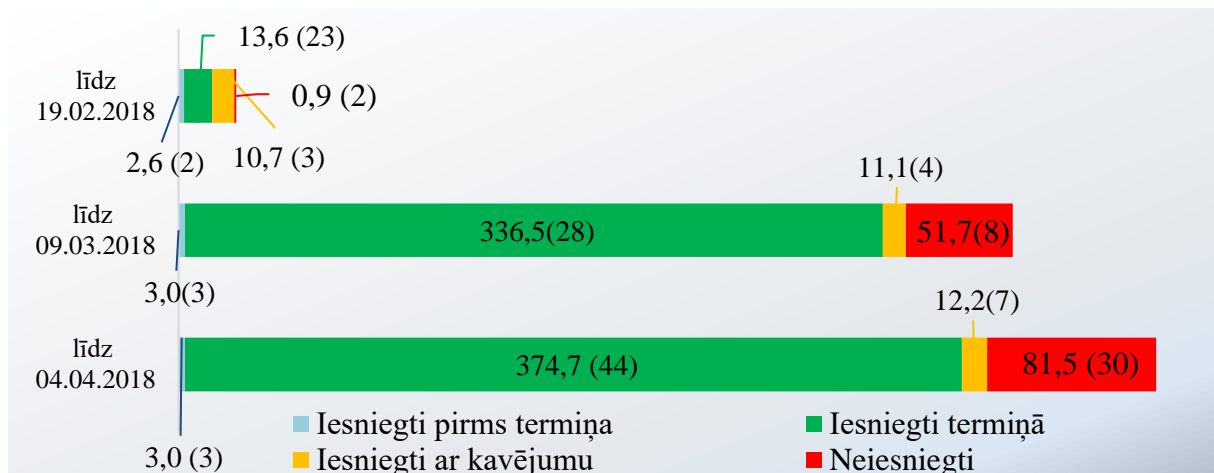 13,6 (23)
līdz
19.02.2018
0,9 (2)
2,6 (2)
10,7 (3)
11,1(4)
līdz
09.03.2018
336,5(28)
51,7(8)
3,0(3)
12,2(7)
līdz
04.04.2018
374,7 (44)
81,5 (30)
Iesniegti pirms termiņa
Iesniegti termiņā
3,0 (3)
Iesniegti ar kavējumu
Neiesniegti